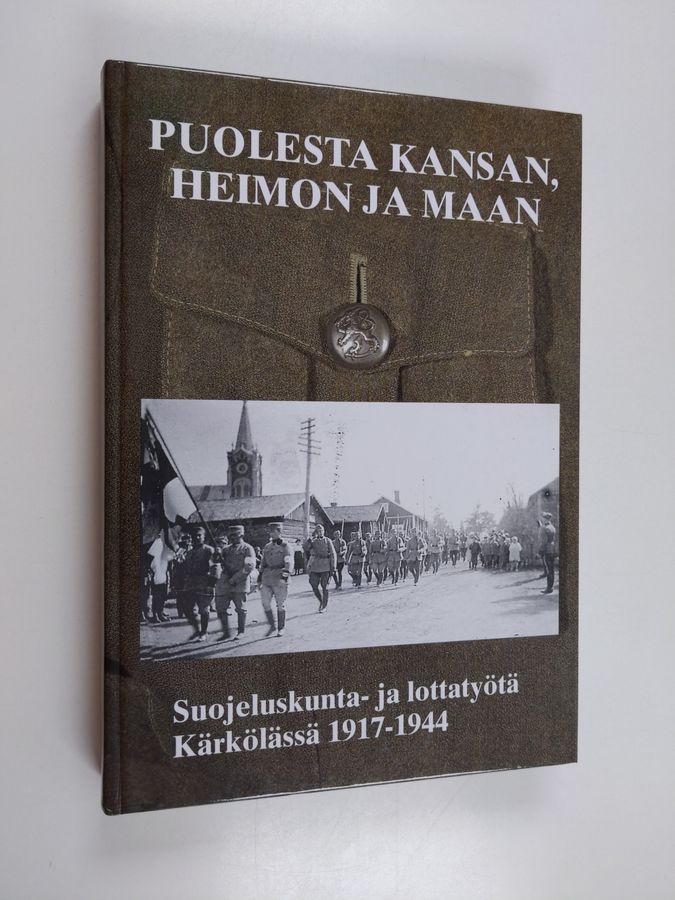 PUOLESTA KANSAN,
HEIMON JA MAAN
Suojeluskunta- ja lottatyötä
Kärkölässä 1917-1944